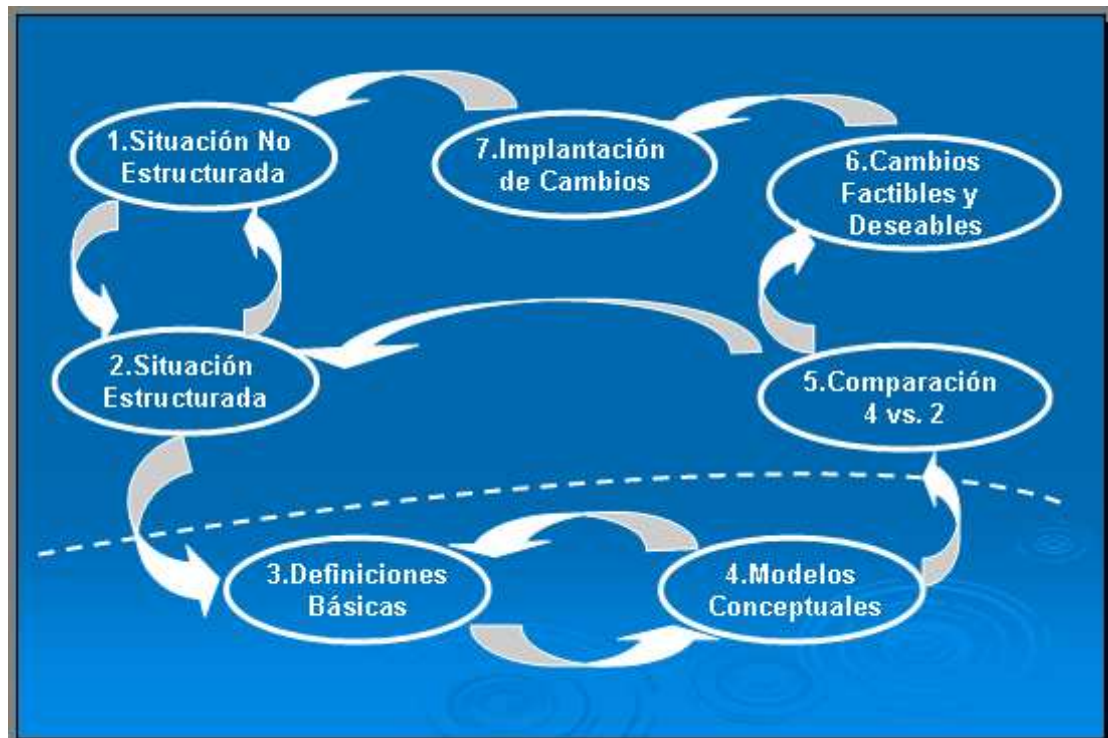 1.Situación No
Estructurada
7.Implantación
de Cambios
6.Cambios
Factibles y
Deseables
2.Situación
Estructurada
5.Comparación
4 vs. 2
3.Definiciones
Básicas
4.Modelos
Conceptuales